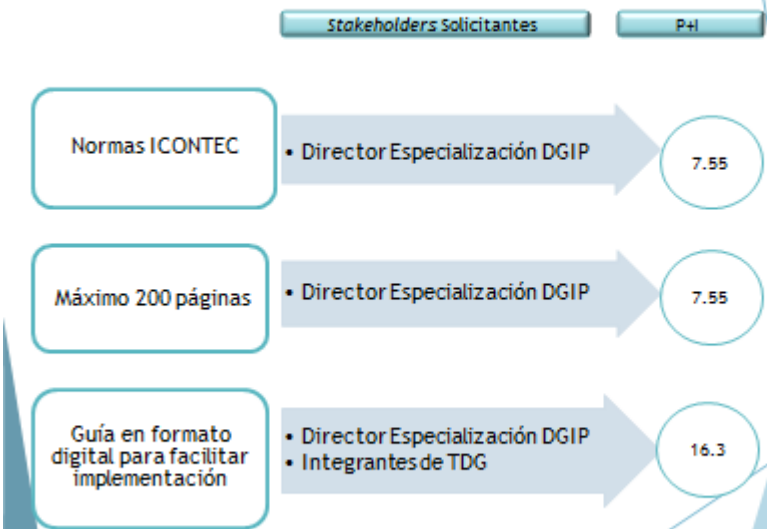 Stakeholders Solicitantes
P+I
Normas ICONTEC
• Director Especialización DGIP
7.55
Máximo 200 páginas
• Director Especialización DGIP
7.55
Guía en formato
digital para facilitar
implementación
• Director Especialización DGIP
• Integrantes de TDG
16.3